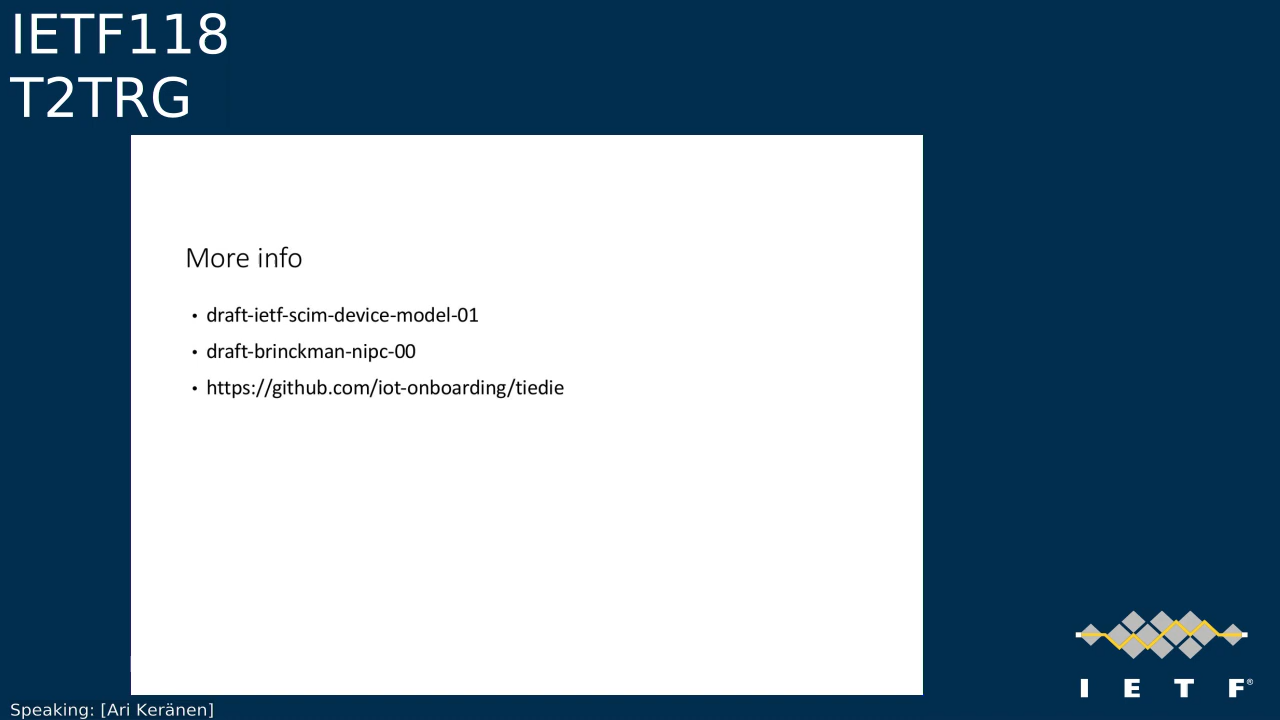 IETF118
T2TRG
More info
• draft-ietf-scim-device-model-01
• draft-brinckman-nipc-00
• https://github.com/iot-onboarding/tiedie
I E T F®
Speaking: [Ari Keränen]